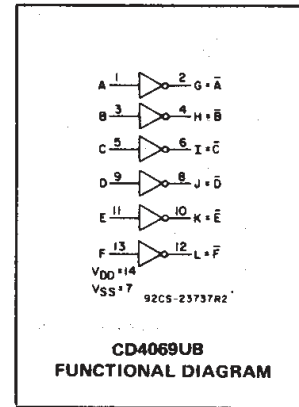 A 1 2 G = A̅
B 3 4 H = B̅
C 5 6 I = C̅
D 9 8 J = D̅
E 11 10 K = E̅
F 13 12 L = F̅
VDD = 14
VSS = 7
92CS-23737R2
CD4069UB
FUNCTIONAL DIAGRAM